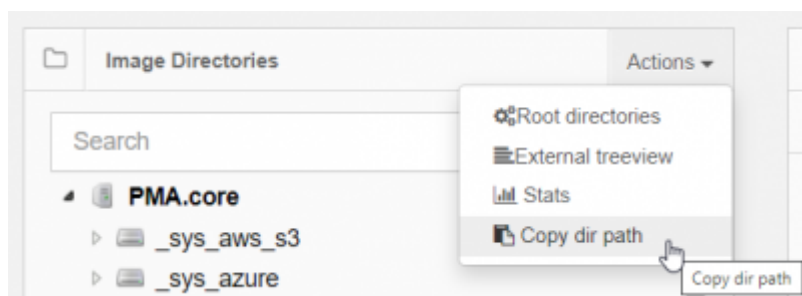 Image Directories
Actions
Search
Root directories
External treeview
Stats
Copy dir path
Copy dir path
PMA.core
_sys_aws_s3
_sys_azure